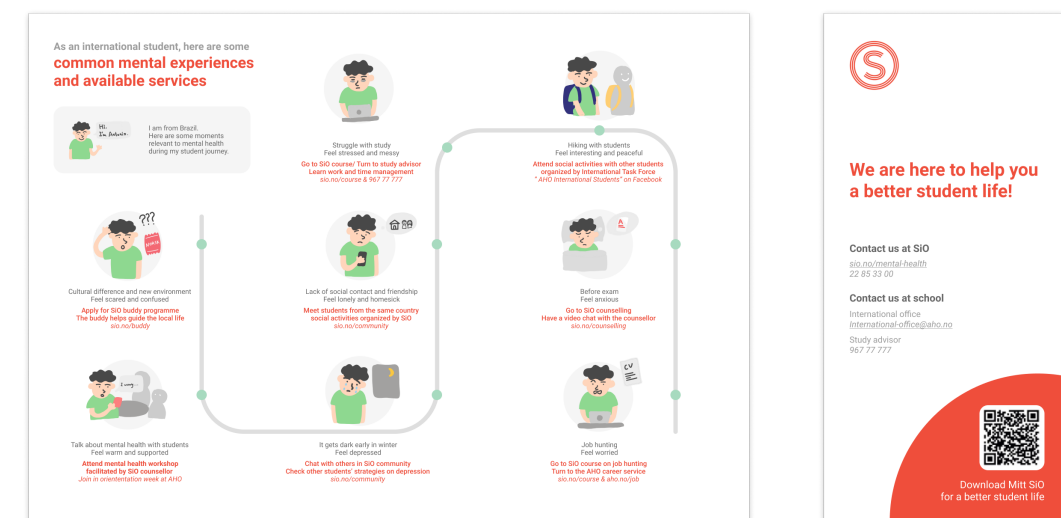 As an international student, here are some
common mental experiences
and available services
Hi.
I'm Antonio.
I am from Brazil.
Here are some moments
relevant to mental health
during my student journey.
???
Cultural difference and new environment
Feel scared and confused
Apply for SiO buddy programme
The buddy helps guide the local life
sio.no/buddy
Talk about mental health with students
Feel warm and supported
Attend mental health workshop
facilitated by SiO counsellor
Join in oriententation week at AHO
It gets dark early in winter
Feel depressed
Chat with others in SiO community
Check other students' strategies on depression
sio.no/community
Lack of social contact and friendship
Feel lonely and homesick
Meet students from the same country
social activities organized by SiO
sio.no/community
Struggle with study
Feel stressed and messy
Go to SiO course/ Turn to study advisor
Learn work and time management
sio.no/course & 967 77 777
Hiking with students
Feel interesting and peaceful
Attend social activities with other students
organized by International Task Force
" AHO International Students" on Facebook
A
Before exam
Feel anxious
Go to SiO counselling
Have a video chat with the counsellor
sio.no/counselling
CV
Job hunting
Feel worried
Go to SiO course on job hunting
Turn to the AHO career service
sio.no/course & aho.no/job
S
We are here to help you
a better student life!
Contact us at SiO
sio.no/mental-health
22 85 33 00
Contact us at school
International office
International-office@aho.no
Study advisor
967 77 777
Download Mitt SiO
for a better student life